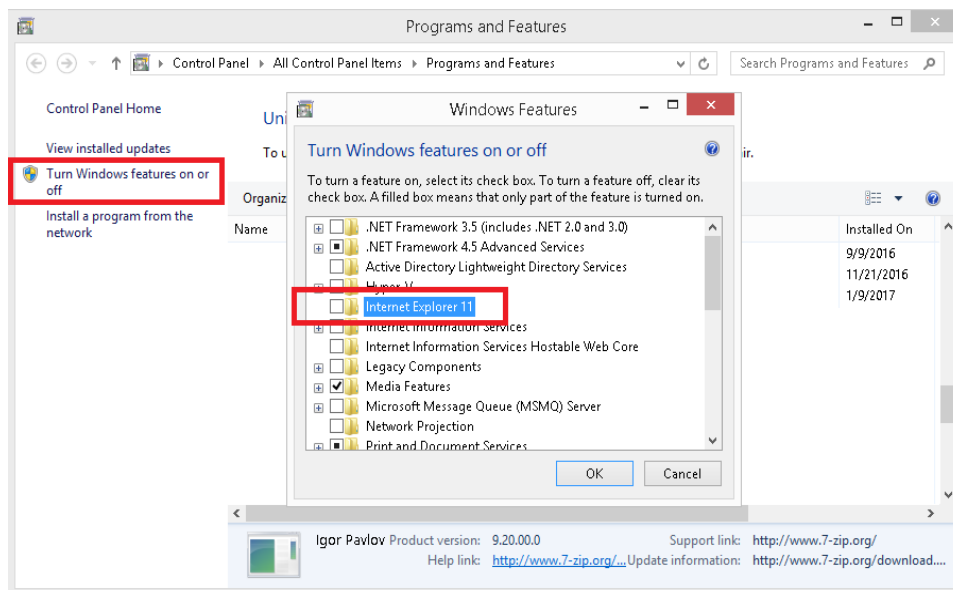 Programs and Features
Control Panel All Control Panel Items Programs and Features
Search Programs and Features
Control Panel Home
View installed updates
Turn Windows features on or
off
Install a program from the
network
Uni
To u
ir.
Organiz
Name
Installed On
9/9/2016
11/21/2016
1/9/2017
Windows Features
Turn Windows features on or off
To turn a feature on, select its check box. To turn a feature off, clear its
check box. A filled box means that only part of the feature is turned on.
.NET Framework 3.5 (includes .NET 2.0 and 3.0)
.NET Framework 4.5 Advanced Services
Active Directory Lightweight Directory Services
Hyper-V
Internet Explorer 11
Internet Information Services
Internet Information Services Hostable Web Core
Legacy Components
Media Features
Microsoft Message Queue (MSMQ) Server
Network Projection
Print and Document Services
OK
Cancel
Igor Pavlov Product version: 9.20.00.0 Support link: http://www.7-zip.org/
Help link: http://www.7-zip.org/... Update information: http://www.7-zip.org/download....